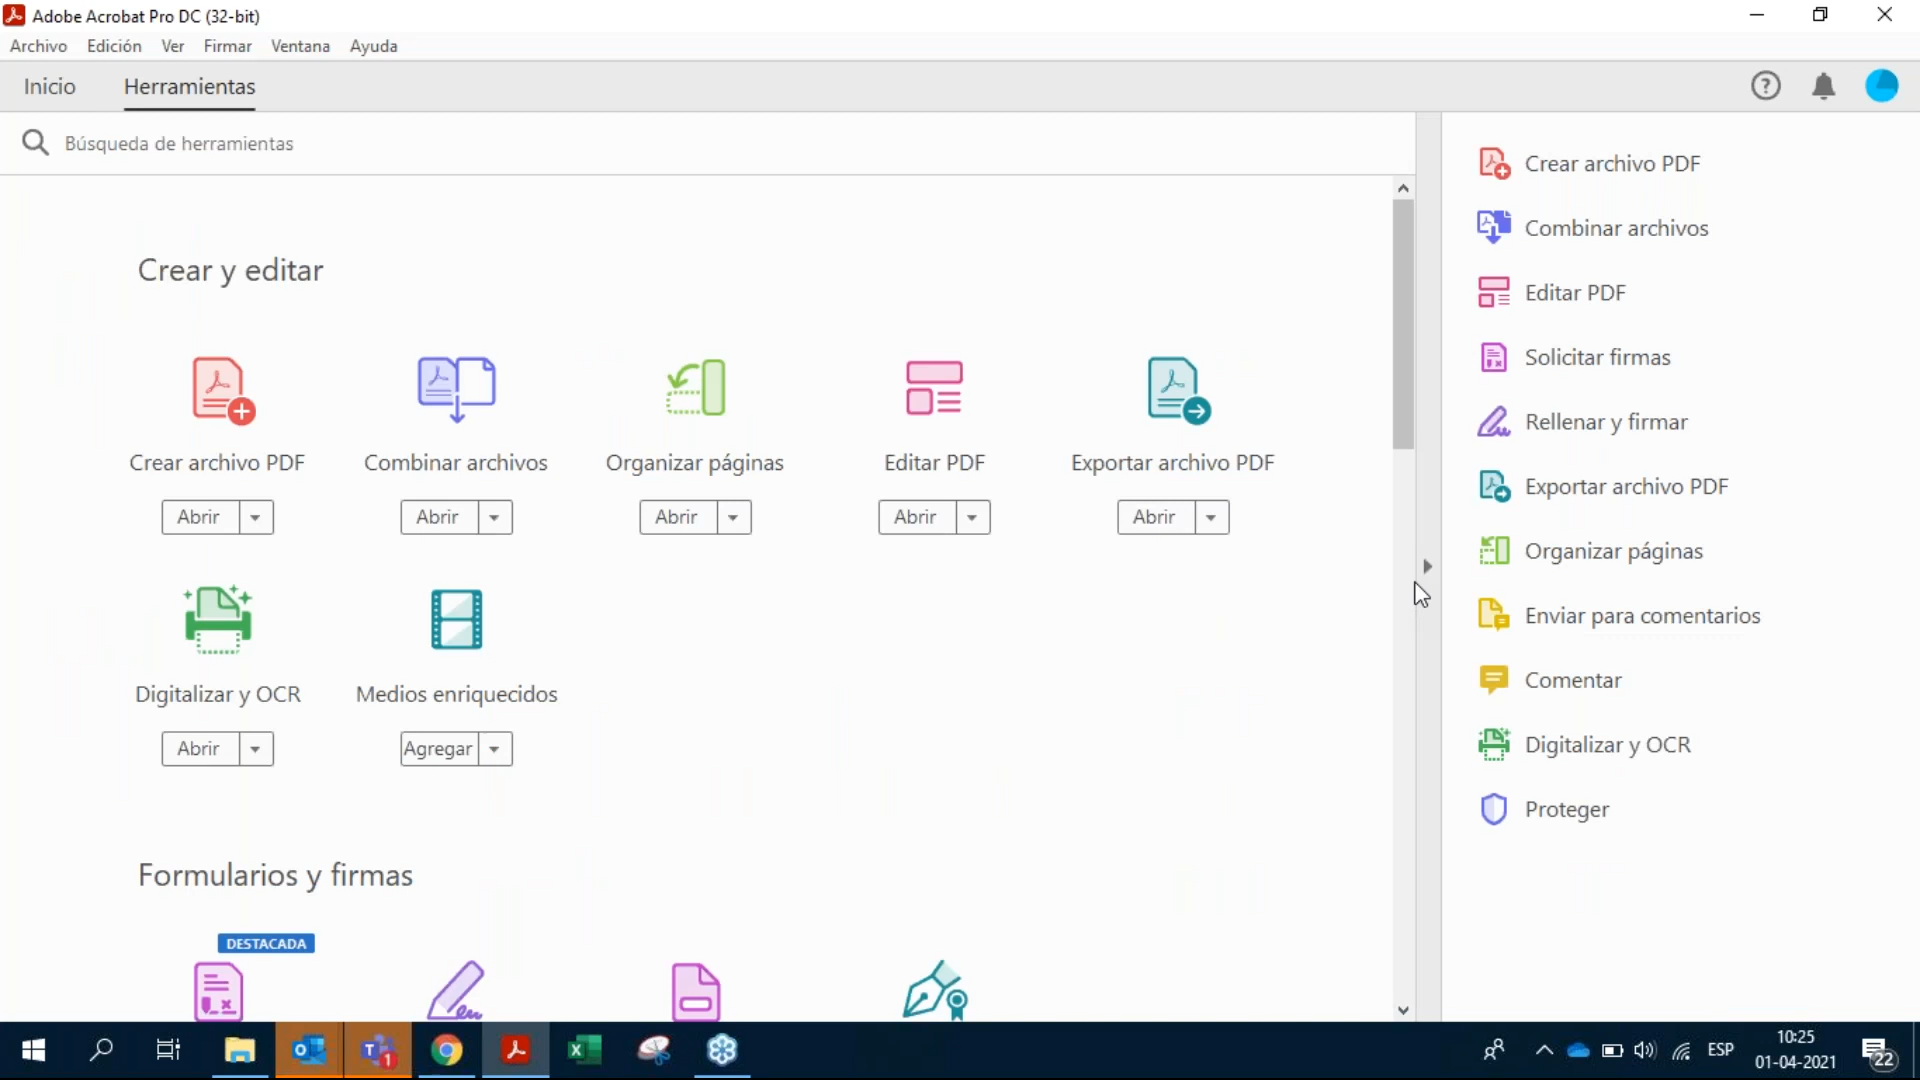 Adobe Acrobat Pro DC (32-bit)
Archivo Edición Ver Firmar Ventana Ayuda
Inicio Herramientas
Búsqueda de herramientas
Crear y editar
Crear archivo PDF Combinar archivos Organizar páginas Editar PDF Exportar archivo PDF
Abrir Abrir Abrir Abrir Abrir
Digitalizar y OCR Medios enriquecidos
Abrir Agregar
Formularios y firmas
DESTACADA
Crear archivo PDF
Combinar archivos
Editar PDF
Solicitar firmas
Rellenar y firmar
Exportar archivo PDF
Organizar páginas
Enviar para comentarios
Comentar
Digitalizar y OCR
Proteger
1
ESP
10:25
01-04-2021
22